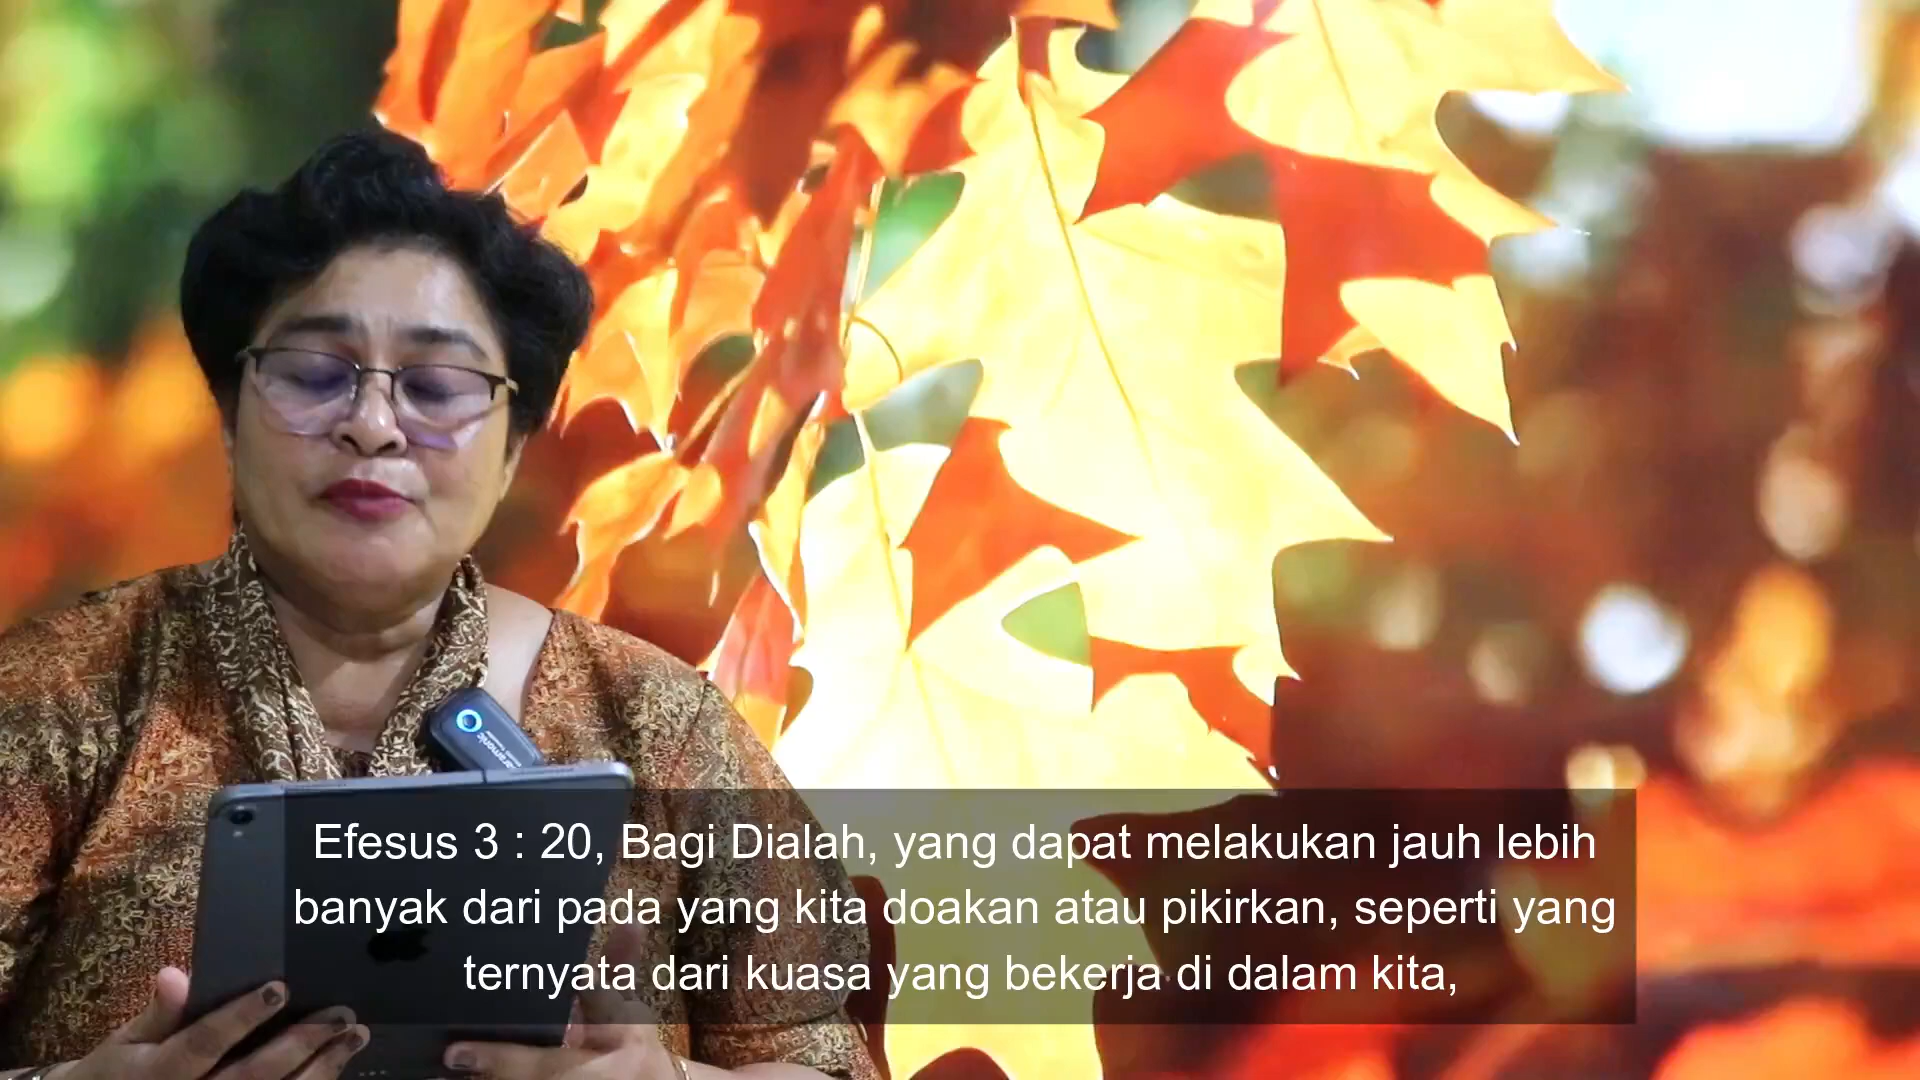 Saramonic
Efesus 3 : 20, Bagi Dialah, yang dapat melakukan jauh lebih
banyak dari pada yang kita doakan atau pikirkan, seperti yang
ternyata dari kuasa yang bekerja di dalam kita,